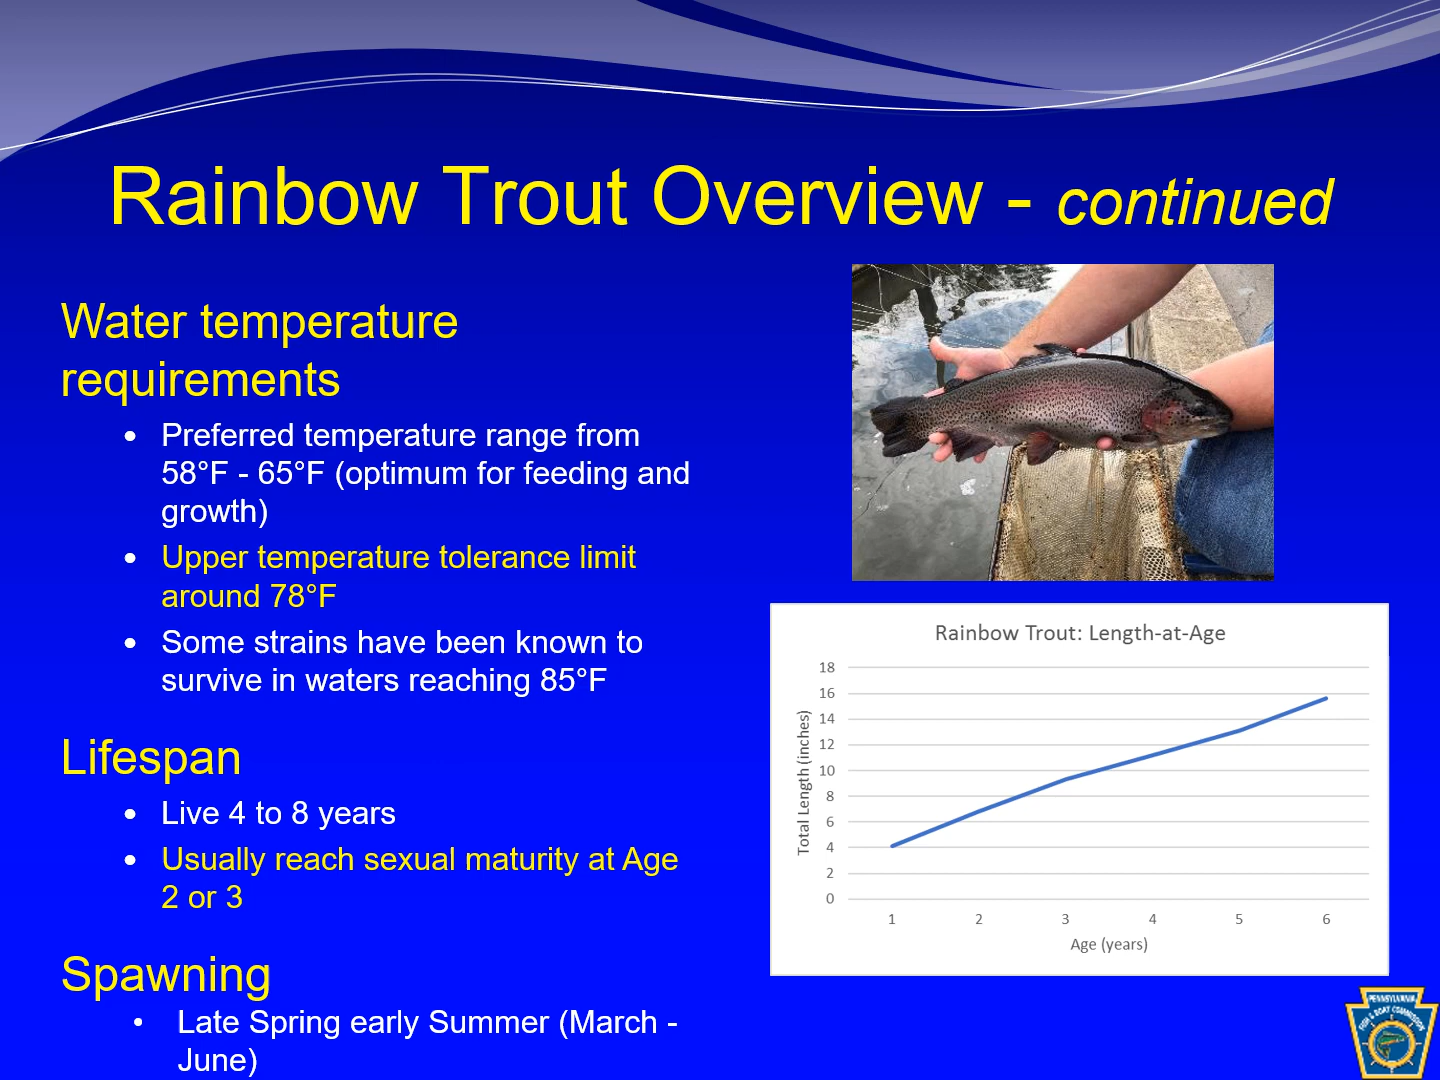 Rainbow Trout Overview - continued
Water temperature
requirements
• Preferred temperature range from
58°F - 65°F (optimum for feeding and
growth)
• Upper temperature tolerance limit
around 78°F
• Some strains have been known to
survive in waters reaching 85°F
Lifespan
• Live 4 to 8 years
• Usually reach sexual maturity at Age
2 or 3
Spawning
• Late Spring early Summer (March -
June)
Rainbow Trout: Length-at-Age
Total Length (inches)
18
16
14
12
10
8
6
4
2
0
1 2 3 4 5 6
Age (years)
PENNSYLVANIA
FISH & BOAT COMMISSION